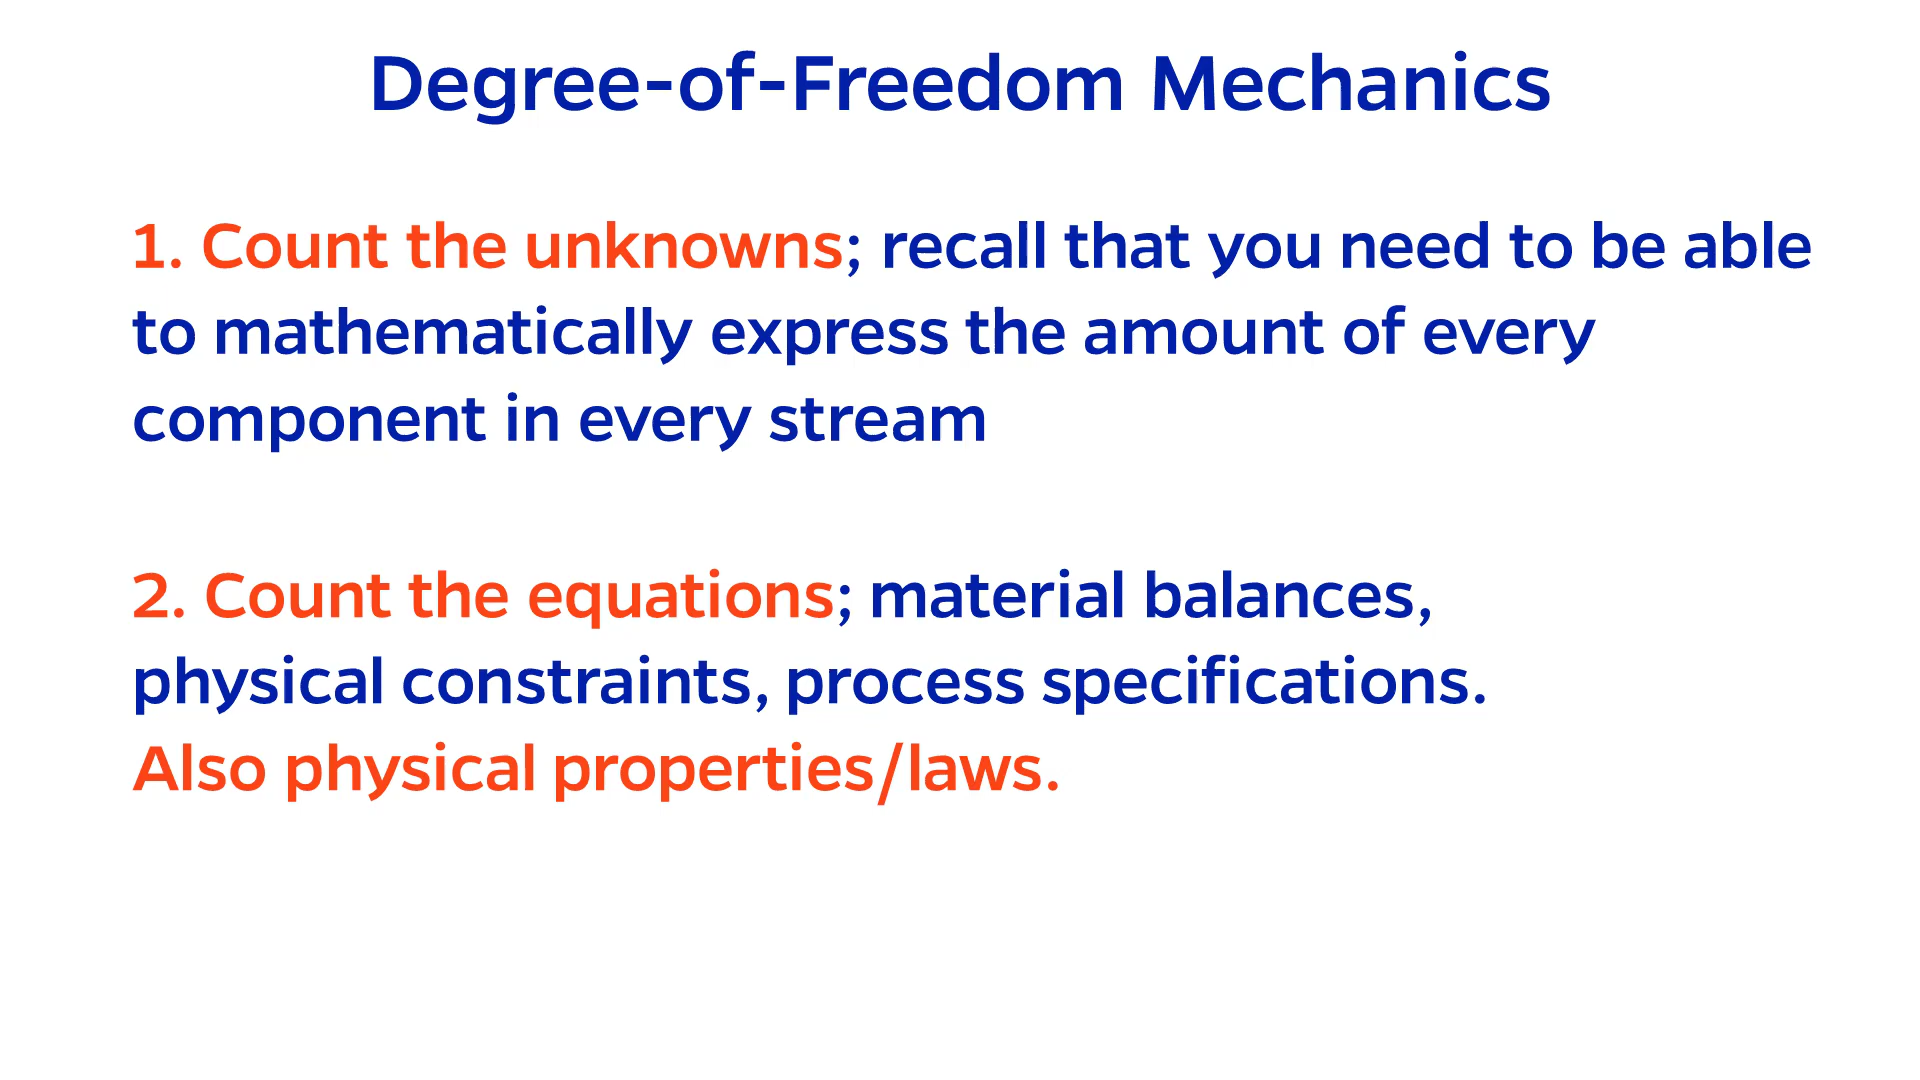 Degree-of-Freedom Mechanics
1. Count the unknowns; recall that you need to be able
to mathematically express the amount of every
component in every stream
2. Count the equations; material balances,
physical constraints, process specifications.
Also physical properties/laws.